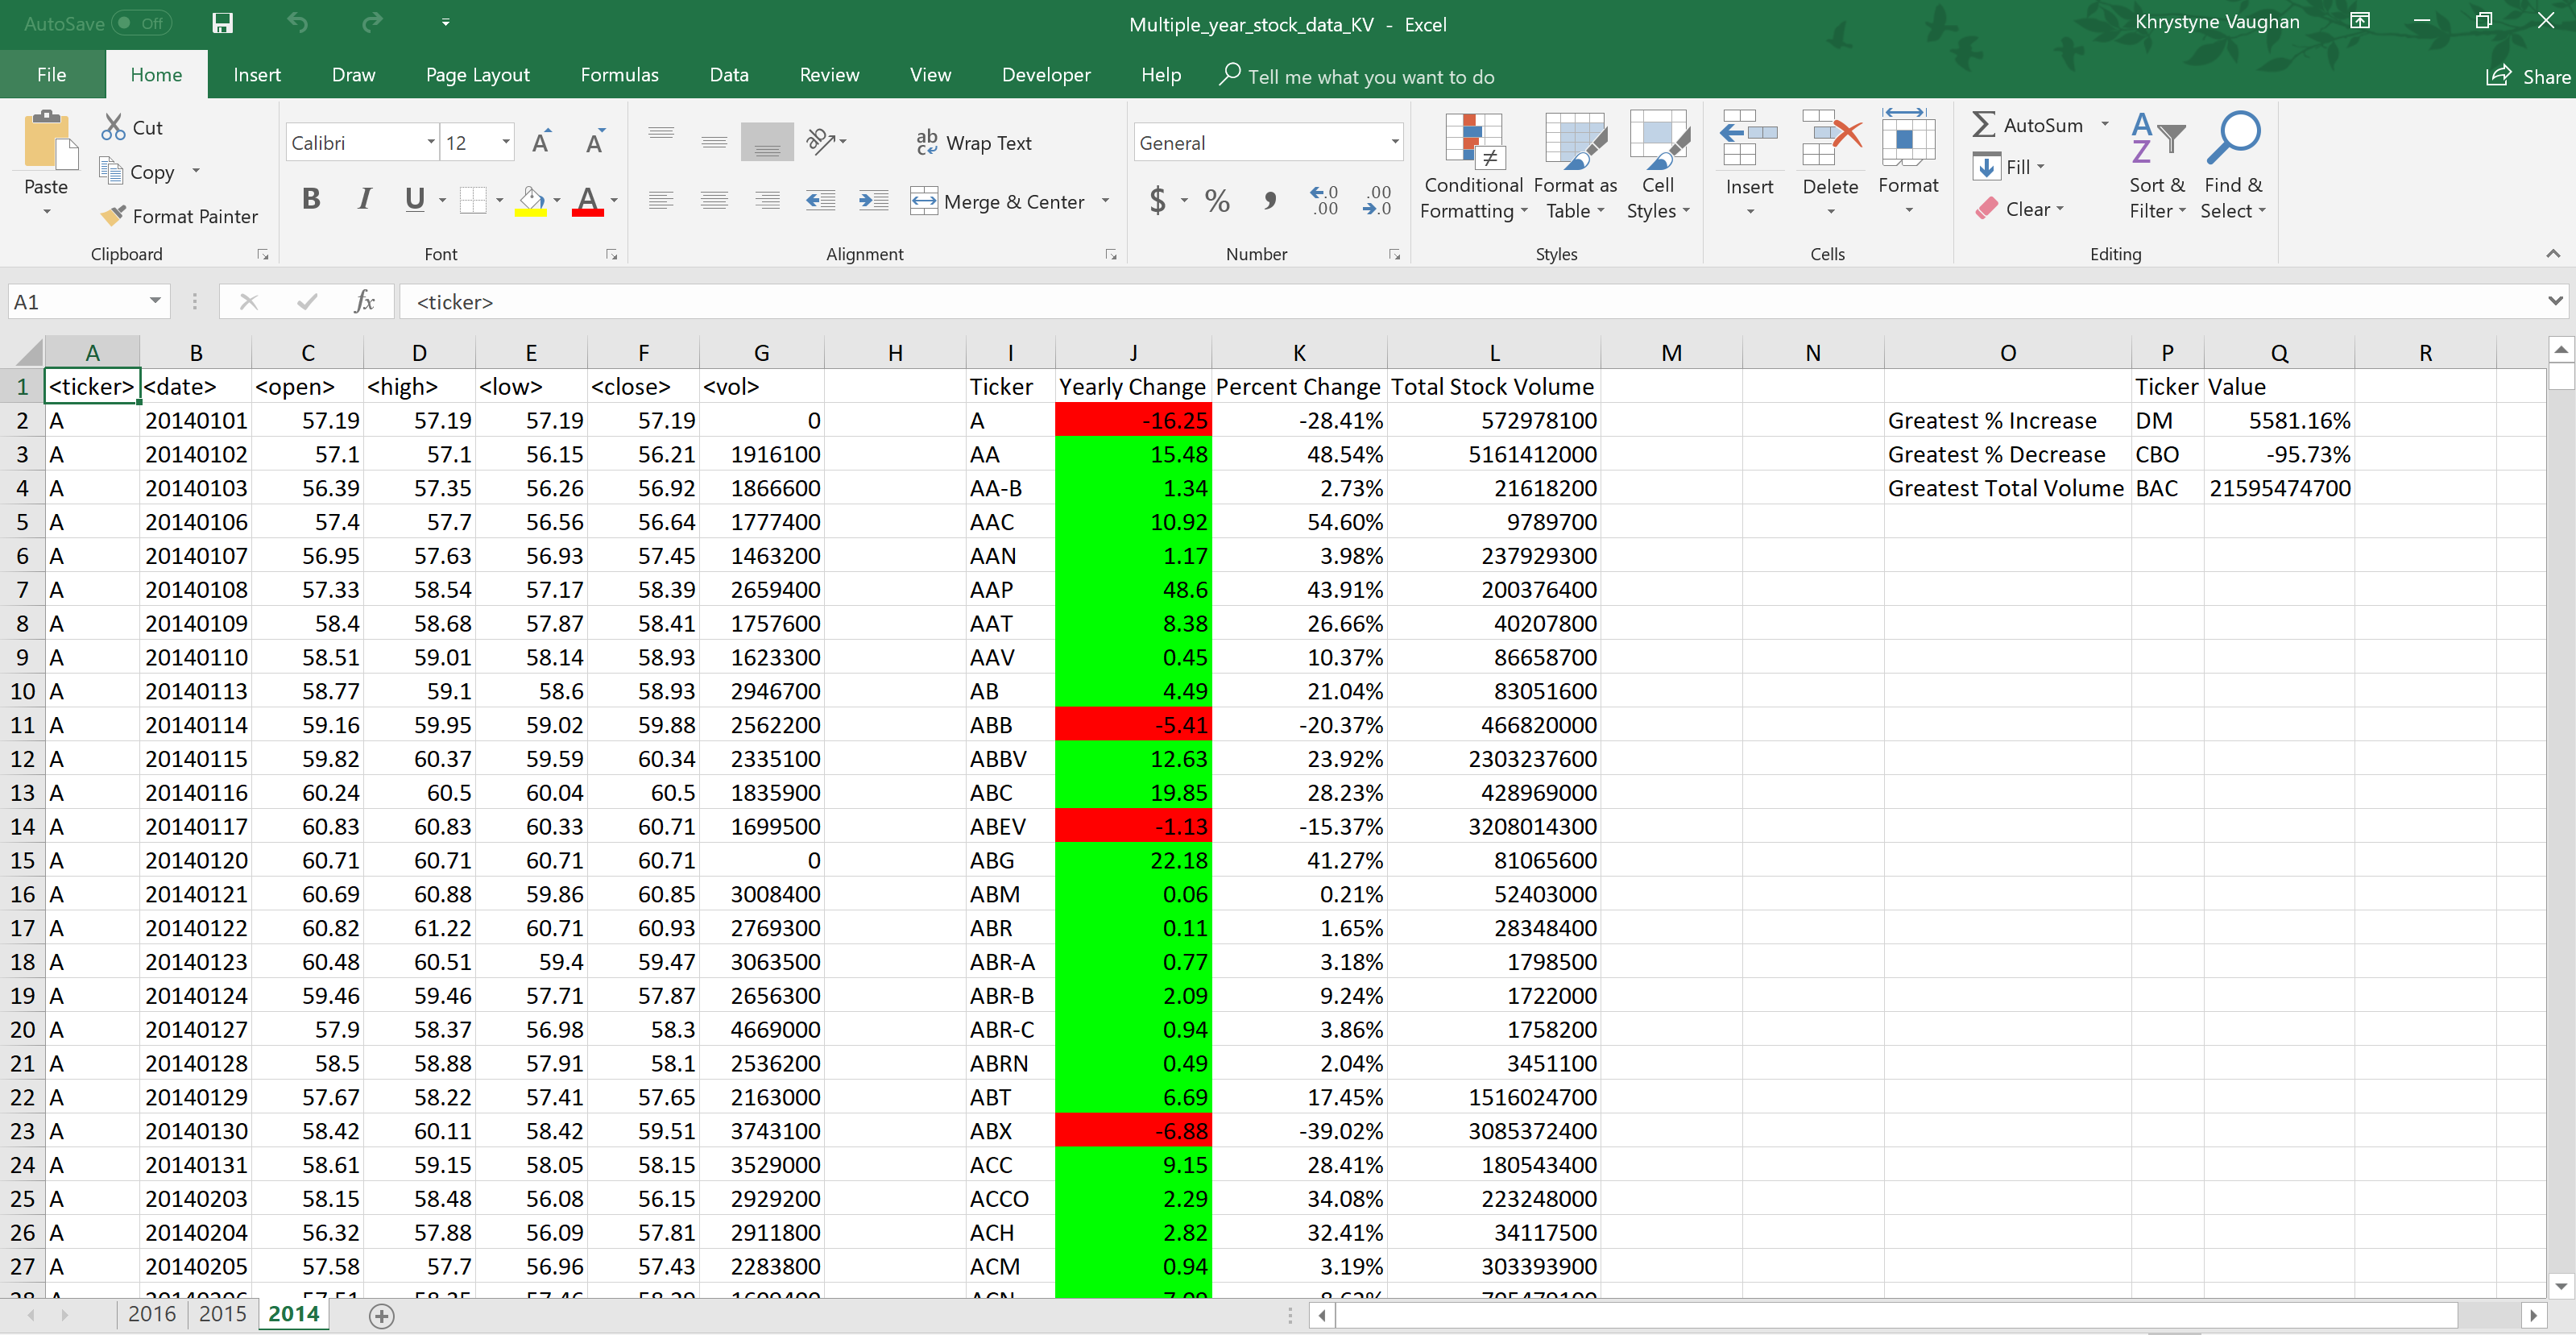 AutoSave Off
Multiple_year_stock_data_KV - Excel
Khrystyne Vaughan
File Home Insert Draw Page Layout Formulas Data Review View Developer Help Tell me what you want to do Share
Paste
Cut
Copy
Format Painter
Clipboard
Calibri 12 A A
B I U A
Font
ab c Wrap Text
Merge & Center
Alignment
General
$ % , .0 .00 .00 .0
Number
Conditional Formatting
Format as Table
Cell Styles
Styles
Insert
Delete
Format
Cells
AutoSum
Fill
Clear
Sort & Filter
Find & Select
Editing
A1 fx <ticker>
A B C D E F G H I J K L M N O P Q R
1 <ticker> <date> <open> <high> <low> <close> <vol> Ticker Yearly Change Percent Change Total Stock Volume Ticker Value
2 A 20140101 57.19 57.19 57.19 57.19 0 A -16.25 -28.41% 572978100 Greatest % Increase DM 5581.16%
3 A 20140102 57.1 57.1 56.15 56.21 1916100 AA 15.48 48.54% 5161412000 Greatest % Decrease CBO -95.73%
4 A 20140103 56.39 57.35 56.26 56.92 1866600 AA-B 1.34 2.73% 21618200 Greatest Total Volume BAC 21595474700
5 A 20140106 57.4 57.7 56.56 56.64 1777400 AAC 10.92 54.60% 9789700
6 A 20140107 56.95 57.63 56.93 57.45 1463200 AAN 1.17 3.98% 237929300
7 A 20140108 57.33 58.54 57.17 58.39 2659400 AAP 48.6 43.91% 200376400
8 A 20140109 58.4 58.68 57.87 58.41 1757600 AAT 8.38 26.66% 40207800
9 A 20140110 58.51 59.01 58.14 58.93 1623300 AAV 0.45 10.37% 86658700
10 A 20140113 58.77 59.1 58.6 58.93 2946700 AB 4.49 21.04% 83051600
11 A 20140114 59.16 59.95 59.02 59.88 2562200 ABB -5.41 -20.37% 466820000
12 A 20140115 59.82 60.37 59.59 60.34 2335100 ABBV 12.63 23.92% 2303237600
13 A 20140116 60.24 60.5 60.04 60.5 1835900 ABC 19.85 28.23% 428969000
14 A 20140117 60.83 60.83 60.33 60.71 1699500 ABEV -1.13 -15.37% 3208014300
15 A 20140120 60.71 60.71 60.71 60.71 0 ABG 22.18 41.27% 81065600
16 A 20140121 60.69 60.88 59.86 60.85 3008400 ABM 0.06 0.21% 52403000
17 A 20140122 60.82 61.22 60.71 60.93 2769300 ABR 0.11 1.65% 28348400
18 A 20140123 60.48 60.51 59.4 59.47 3063500 ABR-A 0.77 3.18% 1798500
19 A 20140124 59.46 59.46 57.71 57.87 2656300 ABR-B 2.09 9.24% 1722000
20 A 20140127 57.9 58.37 56.98 58.3 4669000 ABR-C 0.94 3.86% 1758200
21 A 20140128 58.5 58.88 57.91 58.1 2536200 ABRN 0.49 2.04% 3451100
22 A 20140129 57.67 58.22 57.41 57.65 2163000 ABT 6.69 17.45% 1516024700
23 A 20140130 58.42 60.11 58.42 59.51 3743100 ABX -6.88 -39.02% 3085372400
24 A 20140131 58.61 59.15 58.05 58.15 3529000 ACC 9.15 28.41% 180543400
25 A 20140203 58.15 58.48 56.08 56.15 2929200 ACCO 2.29 34.08% 223248000
26 A 20140204 56.32 57.88 56.09 57.81 2911800 ACH 2.82 32.41% 34117500
27 A 20140205 57.58 57.7 56.96 57.43 2283800 ACM 0.94 3.19% 303393900
2016 2015 2014